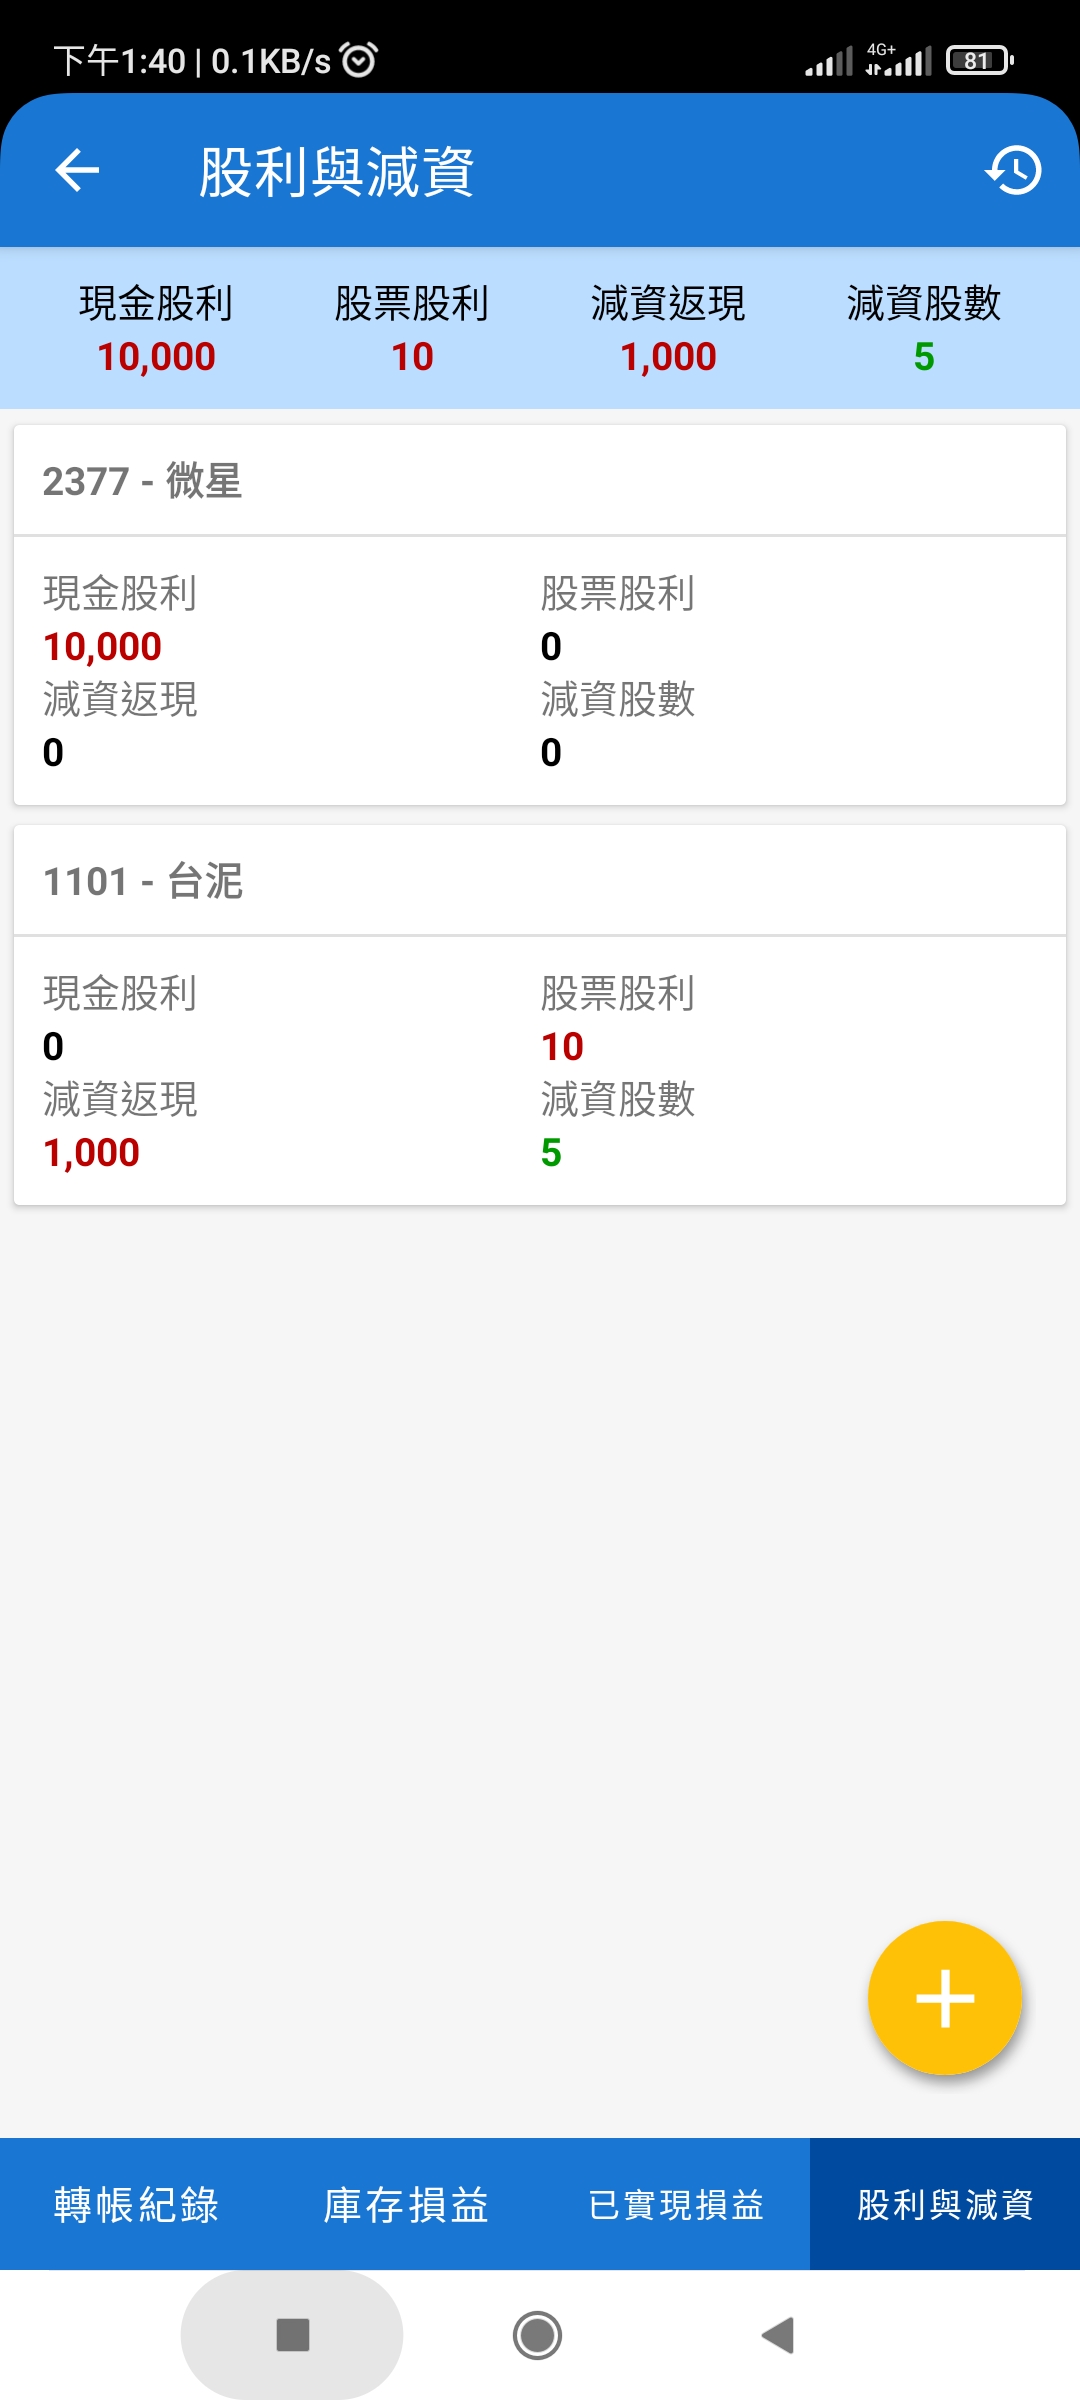 下午1:40 | 0.1KB/s 4G+ 81
股利與減資
現金股利 股票股利 減資返現 減資股數
10,000 10 1,000 5
2377 - 微星
現金股利 股票股利
10,000 0
減資返現 減資股數
0 0
1101 - 台泥
現金股利 股票股利
0 10
減資返現 減資股數
1,000 5
轉帳紀錄 庫存損益 已實現損益 股利與減資